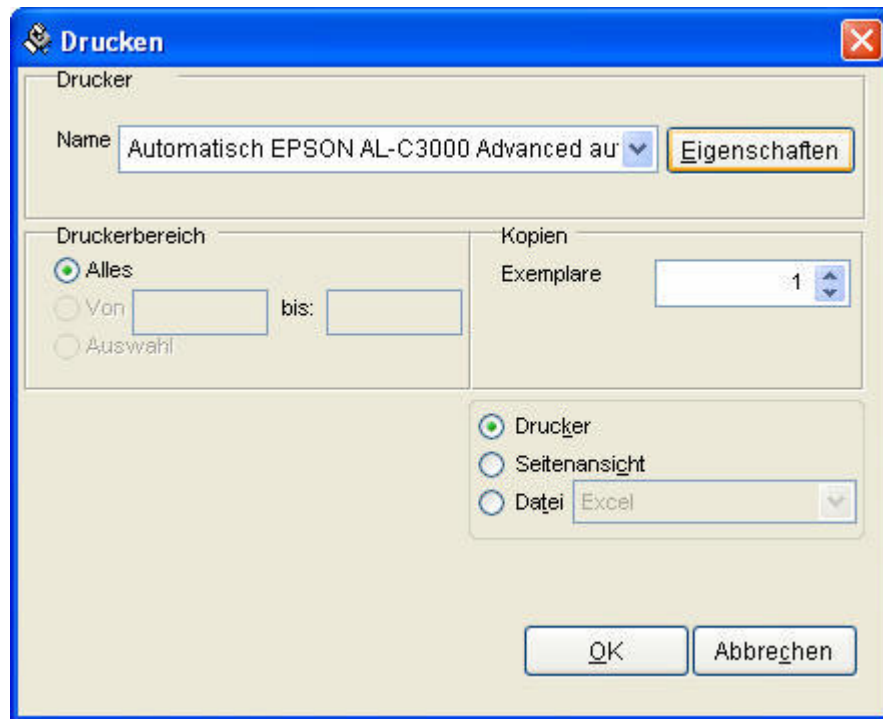 Drucken
Drucker
Name Automatisch EPSON AL-C3000 Advanced au Eigenschaften
Druckerbereich
Alles
Von bis:
Auswahl
Kopien
Exemplare 1
Drucker
Seitenansicht
Datei Excel
OK Abbrechen